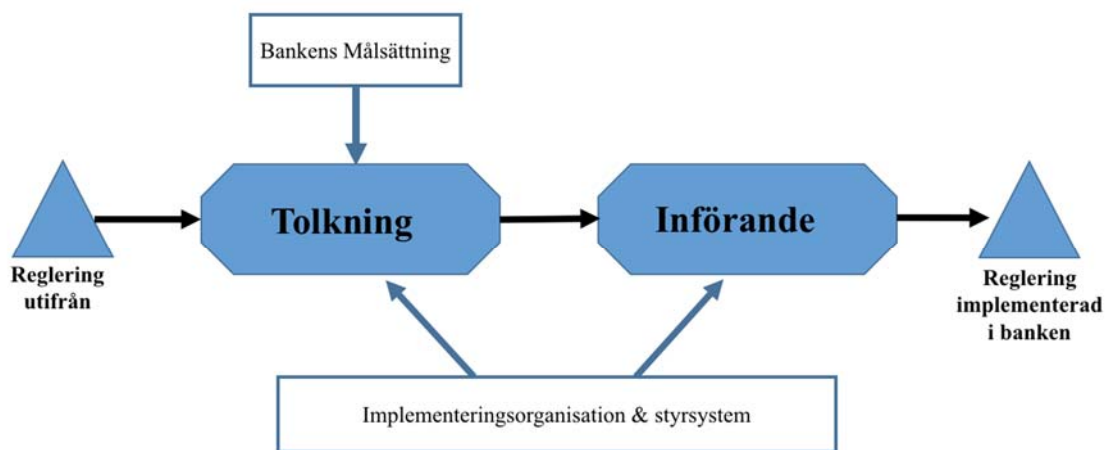 Bankens Målsättning
Tolkning
Införande
Reglering
utifrån
Reglering
implementerad
i banken
Implementeringsorganisation & styrsystem